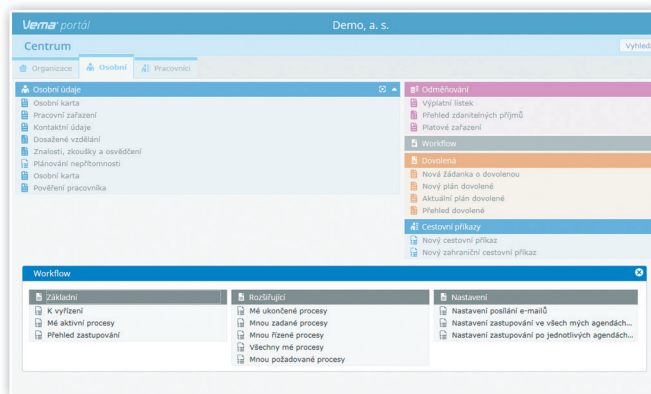 Vema portál
Demo, a. s.
Centrum
Vyhled
Organizace
Osobní
Pracovníci
Osobní údaje
Osobní karta
Pracovní zařazení
Kontaktní údaje
Dosažené vzdělání
Znalosti, zkoušky a osvědčení
Plánování nepřítomnosti
Osobní karta
Pověření pracovníka
Odměňování
Výplatní lístek
Přehled zdanitelných příjmů
Platové zařazení
Workflow
Dovolená
Nová žádanka o dovolenou
Nový plán dovolené
Aktuální plán dovolené
Přehled dovolené
Cestovní příkazy
Nový cestovní příkaz
Nový zahraniční cestovní příkaz
Workflow
Základní
K vyřízení
Mé aktivní procesy
Přehled zastupování
Rozšiřující
Mé ukončené procesy
Mnou zadané procesy
Mnou řízené procesy
Všechny mé procesy
Mnou požadované procesy
Nastavení
Nastavení posílání e-mailů
Nastavení zastupování ve všech mých agendách...
Nastavení zastupování po jednotlivých agendách...